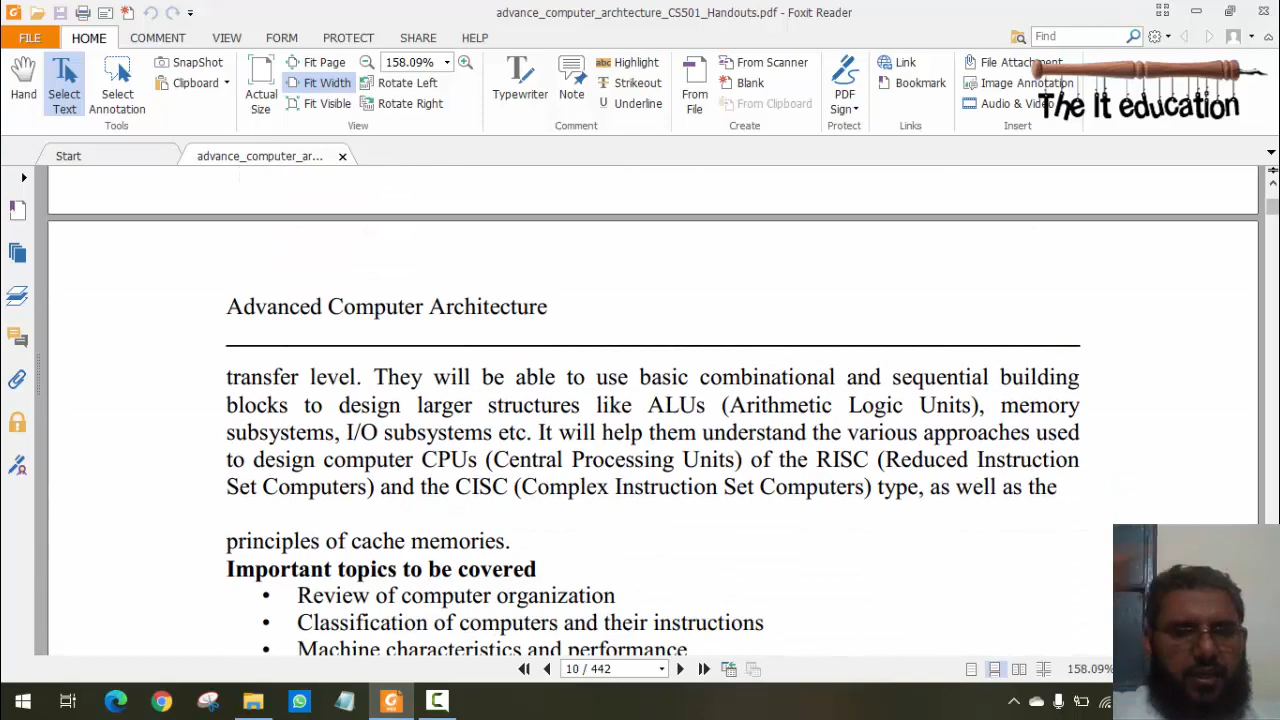 advance_computer_archtecture_CS501_Handouts.pdf - Foxit Reader
FILE HOME COMMENT VIEW FORM PROTECT SHARE HELP Find
Hand
Select Text
Select Annotation
SnapShot
Clipboard
Tools
Actual Size
Fit Page
Fit Width
Fit Visible
158.09%
Rotate Left
Rotate Right
View
Typewriter
Note
Highlight
Strikeout
Underline
Comment
From File
From Scanner
Blank
From Clipboard
Create
PDF Sign
Protect
Link
Bookmark
Links
File Attachment
Image Annotation
Audio & Video
Insert
The It education
Start advance_computer_ar...
Advanced Computer Architecture
transfer level. They will be able to use basic combinational and sequential building
blocks to design larger structures like ALUs (Arithmetic Logic Units), memory
subsystems, I/O subsystems etc. It will help them understand the various approaches used
to design computer CPUs (Central Processing Units) of the RISC (Reduced Instruction
Set Computers) and the CISC (Complex Instruction Set Computers) type, as well as the
principles of cache memories.
Important topics to be covered
• Review of computer organization
• Classification of computers and their instructions
• Machine characteristics and performance
10 / 442 158.09%